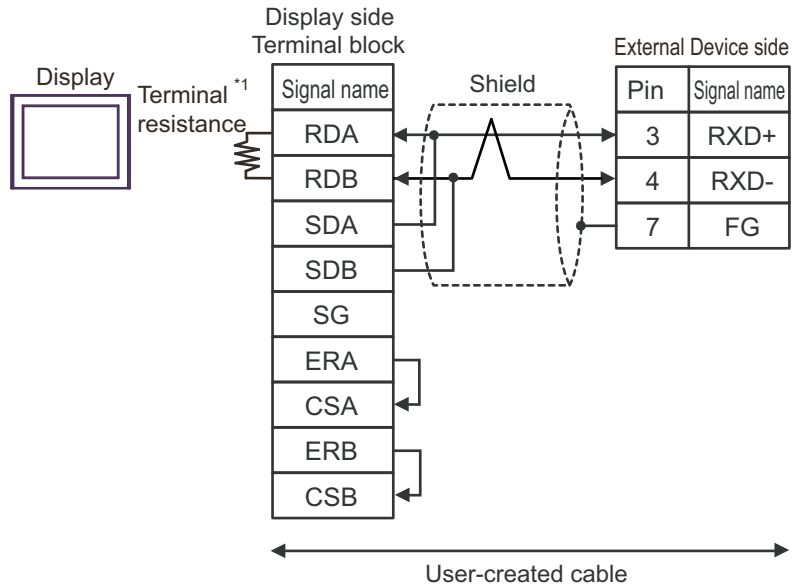 Display side
Terminal block
External Device side
Display
Terminal *1
resistance
Shield
Signal name
RDA
RDB
SDA
SDB
SG
ERA
CSA
ERB
CSB
Pin Signal name
3 RXD+
4 RXD-
7 FG
User-created cable